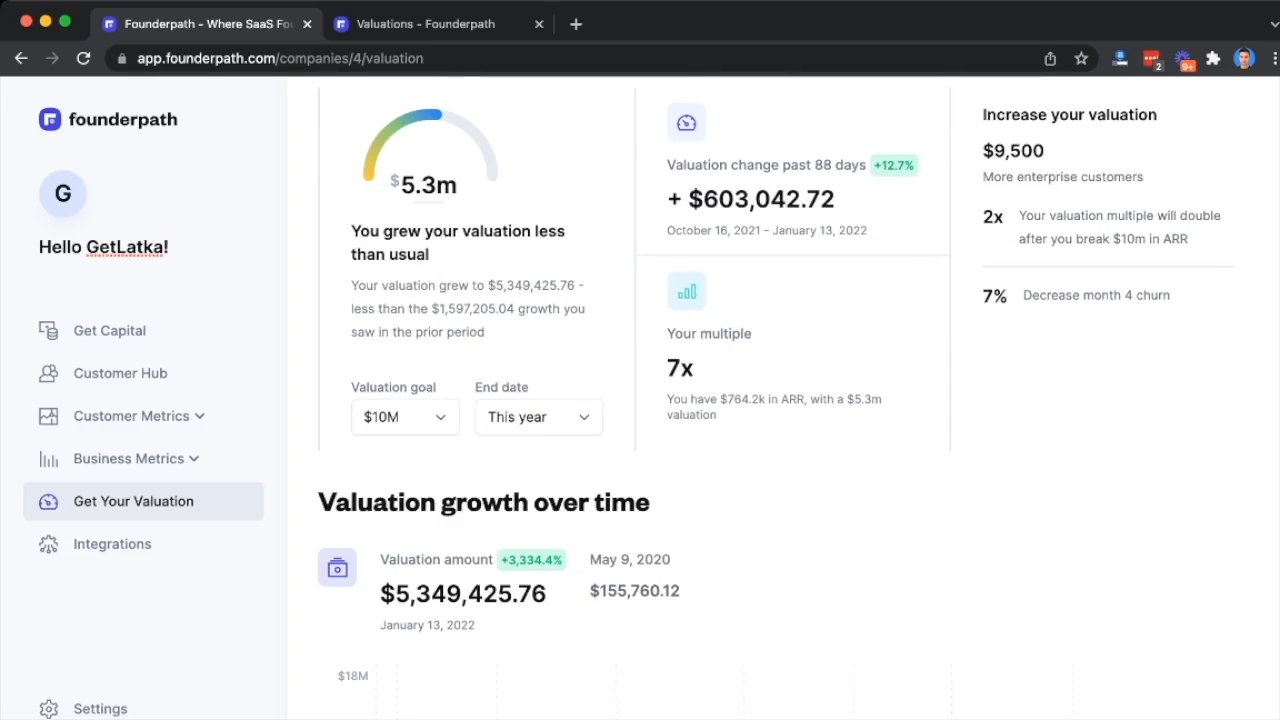 Founderpath - Where SaaS Fo
Valuations - Founderpath
app.founderpath.com/companies/4/valuation
2
9+
founderpath
G
Hello GetLatka!
Get Capital
Customer Hub
Customer Metrics
Business Metrics
Get Your Valuation
Integrations
Settings
$5.3m
You grew your valuation less
than usual
Your valuation grew to $5,349,425.76 -
less than the $1,597,205.04 growth you
saw in the prior period
Valuation goal
End date
$10M
This year
Valuation change past 88 days +12.7%
+ $603,042.72
October 16, 2021 - January 13, 2022
Your multiple
7x
You have $764.2k in ARR, with a $5.3m
valuation
Increase your valuation
$9,500
More enterprise customers
2x Your valuation multiple will double
after you break $10m in ARR
7% Decrease month 4 churn
Valuation growth over time
Valuation amount +3,334.4%
$5,349,425.76
January 13, 2022
May 9, 2020
$155,760.12
$18M